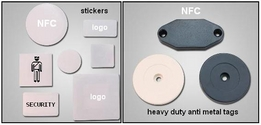 stickers
NFC
logo
logo
SECURITY
NFC
heavy duty anti metal tags